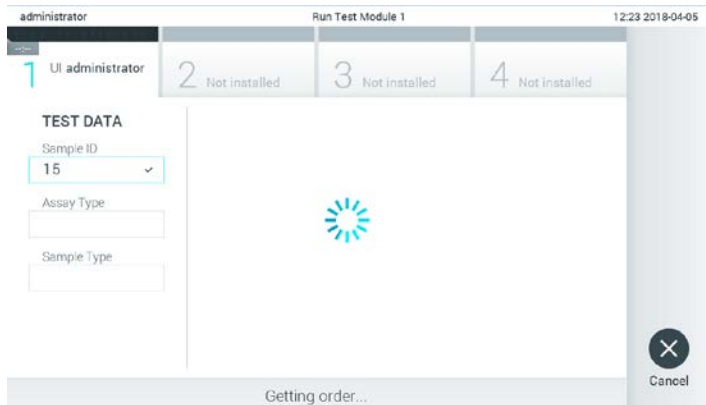 administrator Run Test Module 1 12:23 2018-04-05
1 UI administrator 2 Not installed 3 Not installed 4 Not installed
TEST DATA
Sample ID
15
Assay Type
Sample Type
Cancel
Getting order...